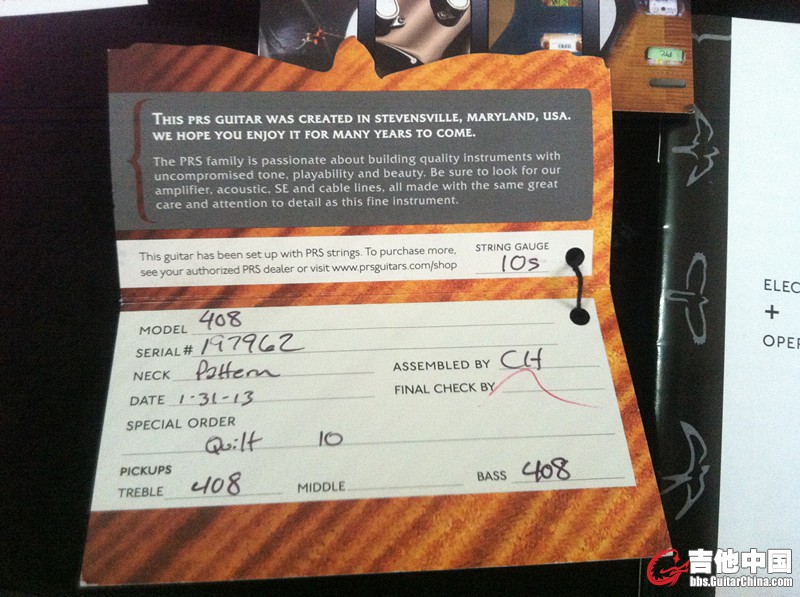 THIS PRS GUITAR WAS CREATED IN STEVENSVILLE, MARYLAND, USA.
WE HOPE YOU ENJOY IT FOR MANY YEARS TO COME.
The PRS family is passionate about building quality instruments with
uncompromised tone, playability and beauty. Be sure to look for our
amplifier, acoustic, SE and cable lines, all made with the same great
care and attention to detail as this fine instrument.
This guitar has been set up with PRS strings. To purchase more,
see your authorized PRS dealer or visit www.prsguitars.com/shop
STRING GAUGE
10s
MODEL 408
SERIAL# 197962
NECK Pattern
DATE 1-31-13
ASSEMBLED BY CH
FINAL CHECK BY
SPECIAL ORDER
Quilt 10
PICKUPS
TREBLE 408 MIDDLE BASS 408
ELEC
+
OPER
吉他中国
bbs.GuitarChina.com